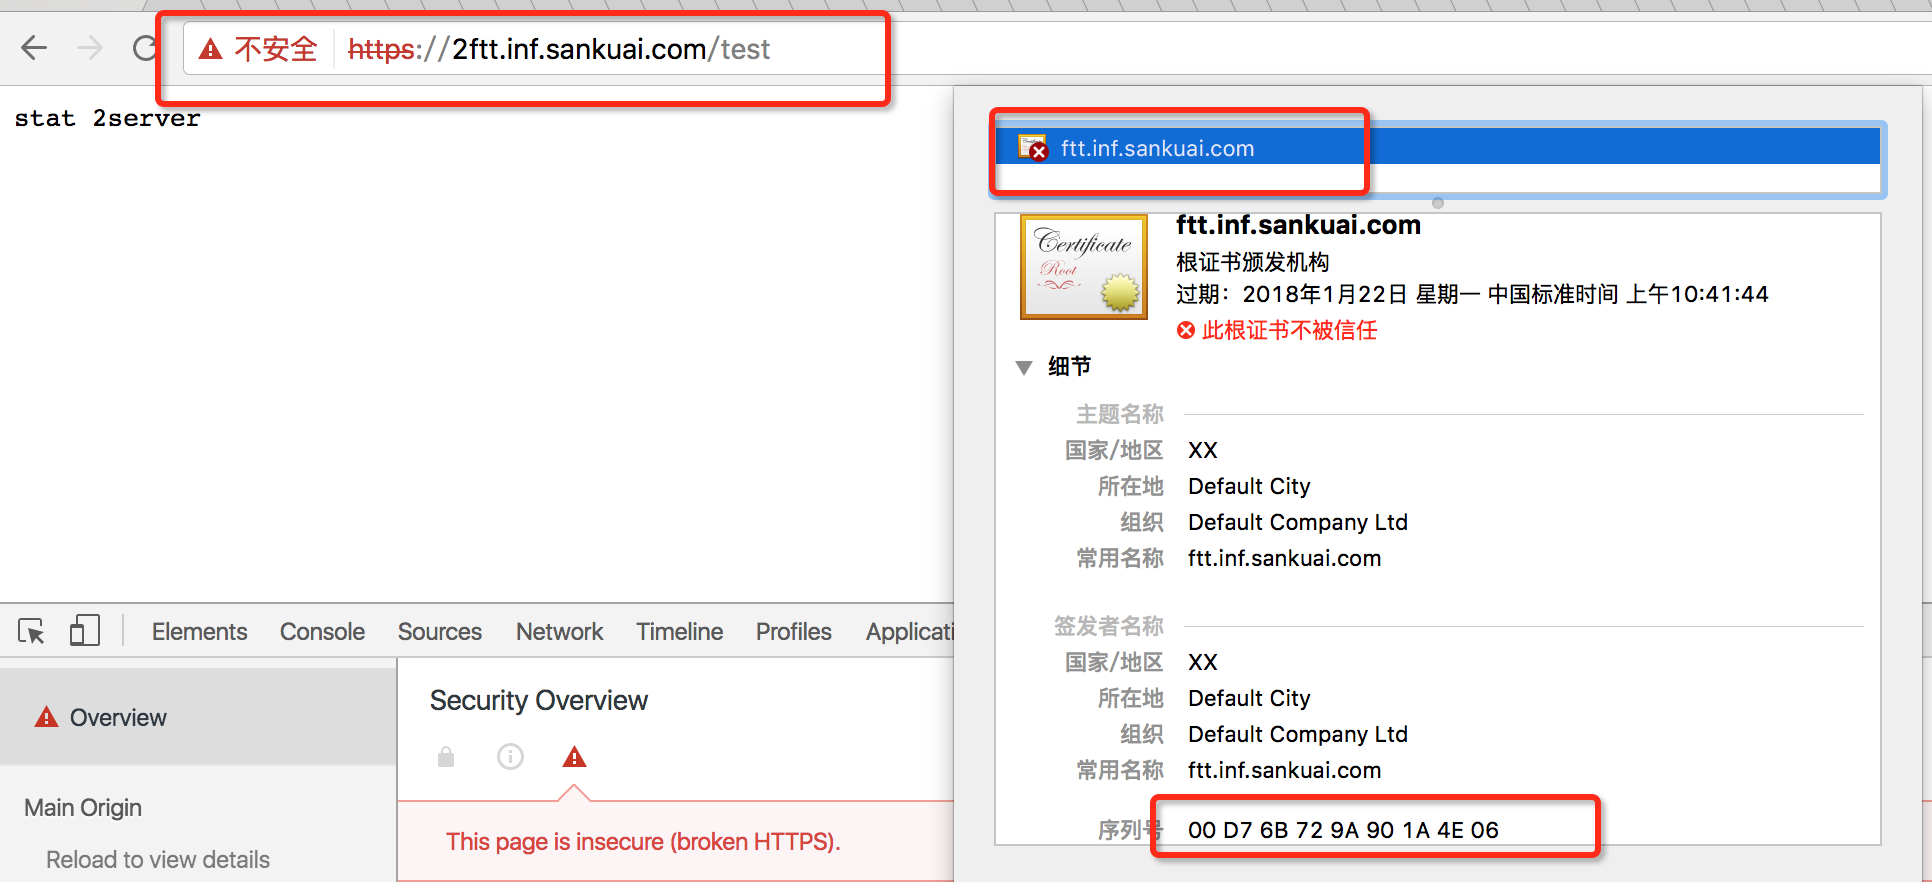 不安全 https://2ftt.inf.sankuai.com/test
stat 2server
ftt.inf.sankuai.com
Certificate
Root
ftt.inf.sankuai.com
根证书颁发机构
过期：2018年1月22日 星期一 中国标准时间 上午10:41:44
此根证书不被信任
细节
主题名称
国家/地区 XX
所在地 Default City
组织 Default Company Ltd
常用名称 ftt.inf.sankuai.com
签发者名称
国家/地区 XX
所在地 Default City
组织 Default Company Ltd
常用名称 ftt.inf.sankuai.com
序列号 00 D7 6B 72 9A 90 1A 4E 06
Elements Console Sources Network Timeline Profiles Applicati
Overview
Main Origin
Reload to view details
Security Overview
This page is insecure (broken HTTPS).